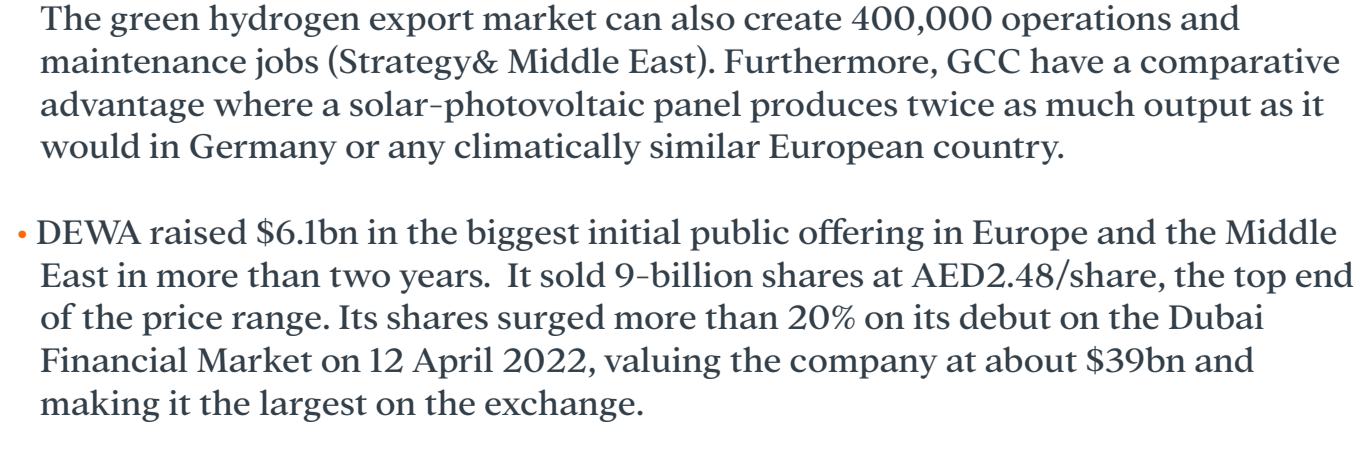 The green hydrogen export market can also create 400,000 operations and
maintenance jobs (Strategy& Middle East). Furthermore, GCC have a comparative
advantage where a solar-photovoltaic panel produces twice as much output as it
would in Germany or any climatically similar European country.
• DEWA raised $6.1bn in the biggest initial public offering in Europe and the Middle
East in more than two years. It sold 9-billion shares at AED2.48/share, the top end
of the price range. Its shares surged more than 20% on its debut on the Dubai
Financial Market on 12 April 2022, valuing the company at about $39bn and
making it the largest on the exchange.